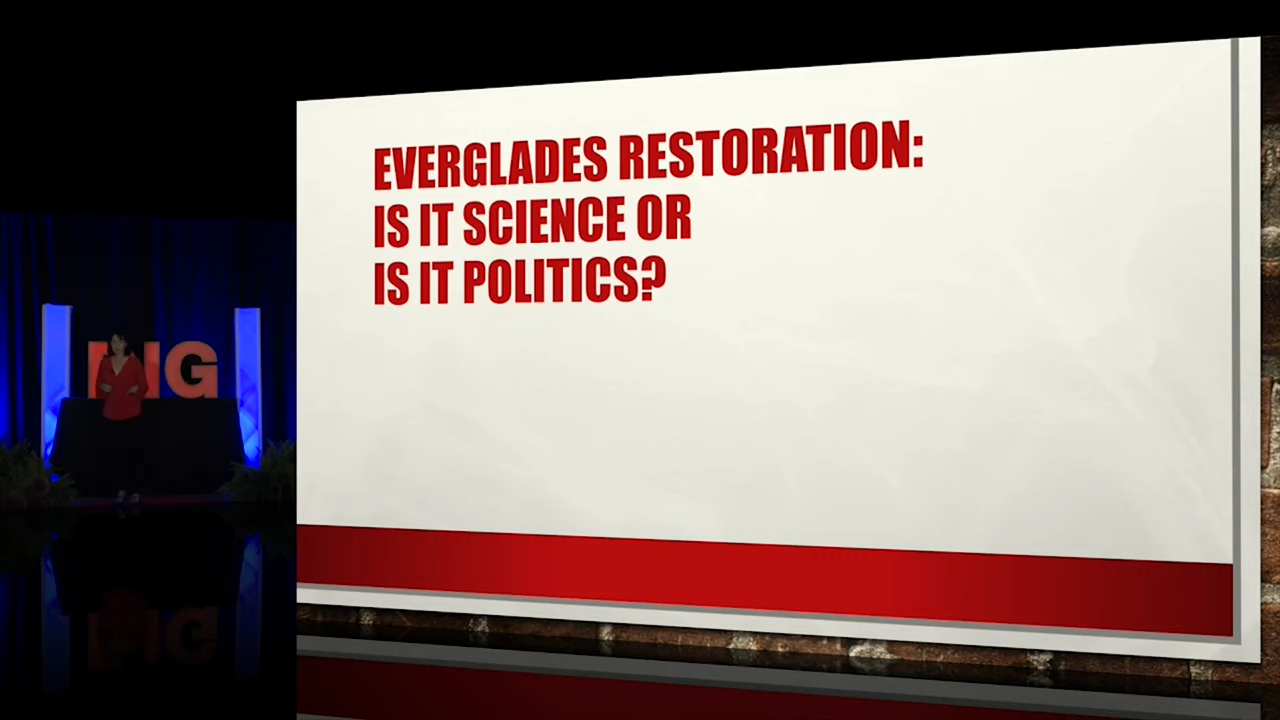 EVERGLADES RESTORATION:
IS IT SCIENCE OR
IS IT POLITICS?